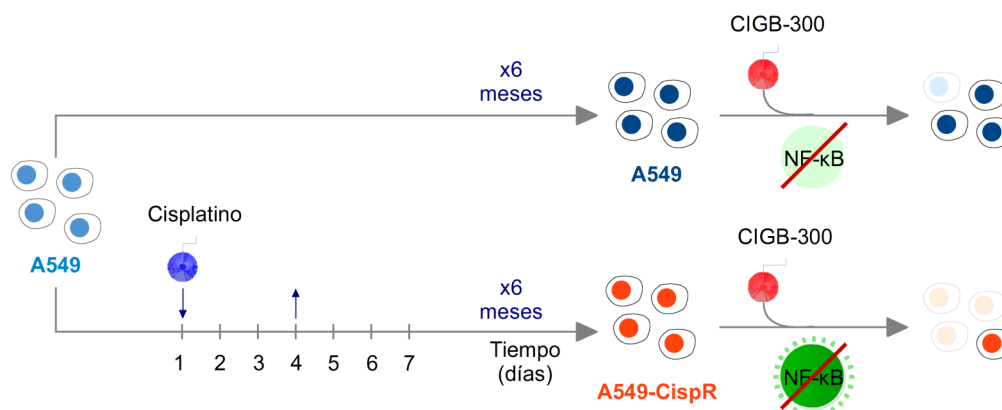 CIGB-300
x6
meses
NF-κB
A549
Cisplatino
A549
CIGB-300
x6
meses
1 2 3 4 5 6 7
Tiempo
(días)
NF-κB
A549-CispR